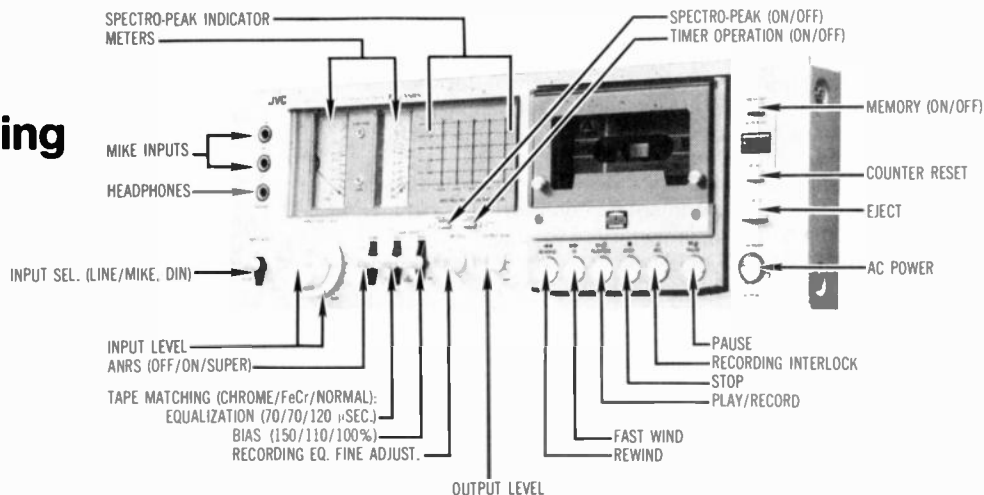 SPECTRO-PEAK INDICATOR
METERS
SPECTRO-PEAK (ON/OFF)
TIMER OPERATION (ON/OFF)
ing
JVC
MIKE INPUTS
HEADPHONES
INPUT SEL. (LINE/MIKE, DIN)
MEMORY (ON/OFF)
COUNTER RESET
EJECT
AC POWER
INPUT LEVEL
ANRS (OFF/ON/SUPER)
TAPE MATCHING (CHROME/FeCr/NORMAL):
EQUALIZATION (70/70/120 µSEC.)
BIAS (150/110/100%)
RECORDING EQ. FINE ADJUST.
OUTPUT LEVEL
PAUSE
RECORDING INTERLOCK
STOP
PLAY/RECORD
FAST WIND
REWIND